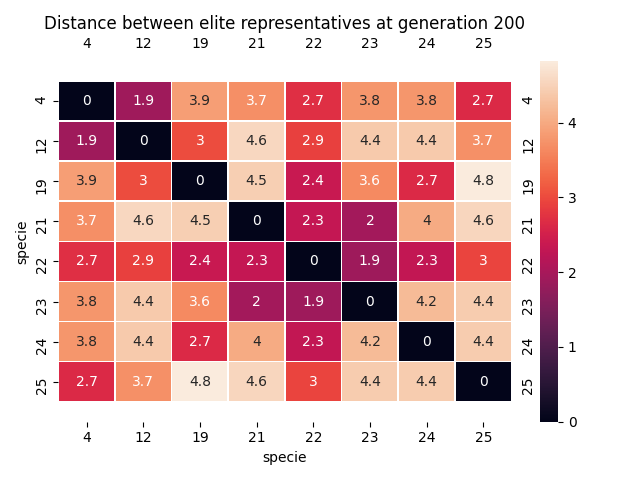 Distance between elite representatives at generation 200
4 12 19 21 22 23 24 25
4 0 1.9 3.9 3.7 2.7 3.8 3.8 2.7 4
12 1.9 0 3 4.6 2.9 4.4 4.4 3.7 12
19 3.9 3 0 4.5 2.4 3.6 2.7 4.8 19
21 3.7 4.6 4.5 0 2.3 2 4 4.6 21
22 2.7 2.9 2.4 2.3 0 1.9 2.3 3 22
23 3.8 4.4 3.6 2 1.9 0 4.2 4.4 23
24 3.8 4.4 2.7 4 2.3 4.2 0 4.4 24
25 2.7 3.7 4.8 4.6 3 4.4 4.4 0 25
4 12 19 21 22 23 24 25
specie
specie
4
3
2
1
0